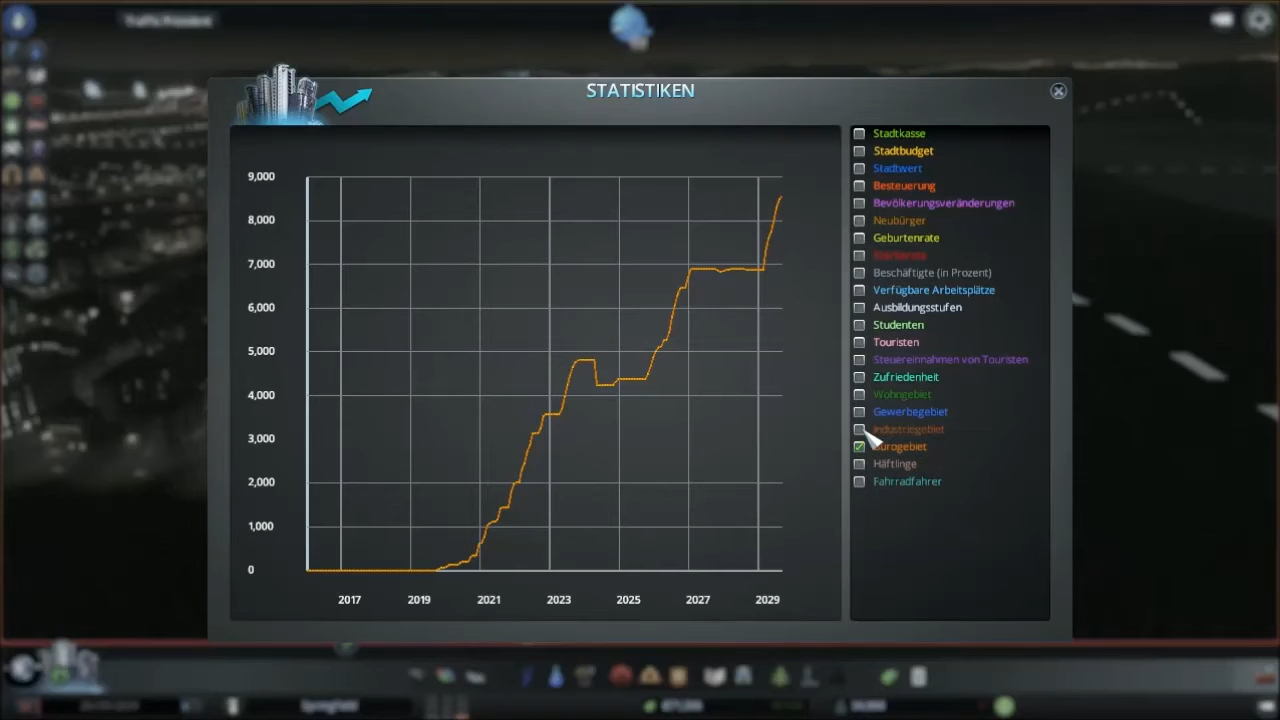 STATISTIKEN
9,000
8,000
7,000
6,000
5,000
4,000
3,000
2,000
1,000
0
2017 2019 2021 2023 2025 2027 2029
Stadtkasse
Stadtbudget
Stadtwert
Besteuerung
Bevölkerungsveränderungen
Neubürger
Geburtenrate
Sterberate
Beschäftigte (in Prozent)
Verfügbare Arbeitsplätze
Ausbildungsstufen
Studenten
Touristen
Steuereinnahmen von Touristen
Zufriedenheit
Wohngebiet
Gewerbegebiet
Industriegebiet
Bürogebiet
Häftlinge
Fahrradfahrer
Springfield